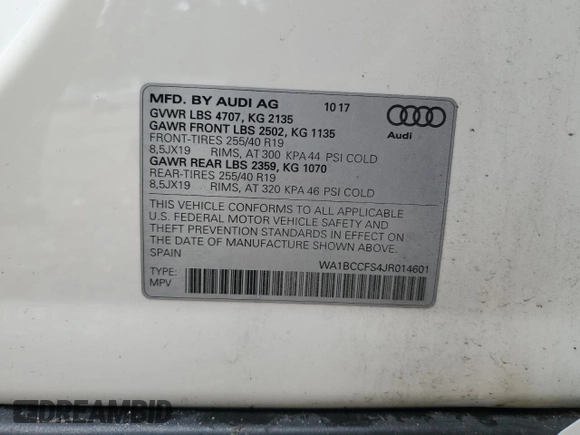 MFD. BY AUDI AG 10 17
GVWR LBS 4707, KG 2135
GAWR FRONT LBS 2502, KG 1135
FRONT-TIRES 255/40 R19
8,5JX19 RIMS, AT 300 KPA 44 PSI COLD
GAWR REAR LBS 2359, KG 1070
REAR-TIRES 255/40 R19
8,5JX19 RIMS, AT 320 KPA 46 PSI COLD
Audi
THIS VEHICLE CONFORMS TO ALL APPLICABLE
U.S. FEDERAL MOTOR VEHICLE SAFETY AND
THEFT PREVENTION STANDARDS IN EFFECT ON
THE DATE OF MANUFACTURE SHOWN ABOVE.
SPAIN
WA1BCCFS4JR014601
TYPE:
MPV
DREAMBID